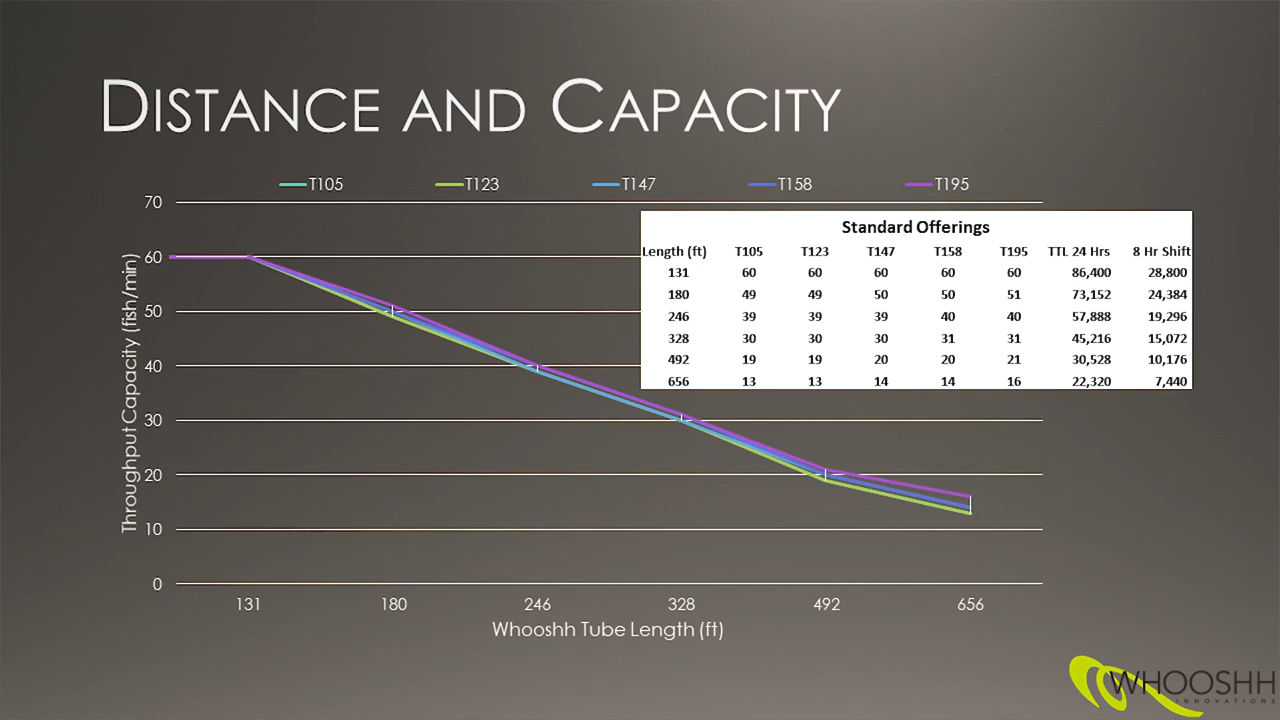 DISTANCE AND CAPACITY
T105 T123 T147 T158 T195
70
60
50
40
30
20
10
0
Throughput Capacity (fish/min)
131 180 246 328 492 656
Whooshh Tube Length (ft)
Standard Offerings
Length (ft) T105 T123 T147 T158 T195 TTL 24 Hrs 8 Hr Shift
131 60 60 60 60 60 86,400 28,800
180 49 49 50 50 51 73,152 24,384
246 39 39 39 40 40 57,888 19,296
328 30 30 30 31 31 45,216 15,072
492 19 19 20 20 21 30,528 10,176
656 13 13 14 14 16 22,320 7,440
WHOOSHH
INNOVATIONS